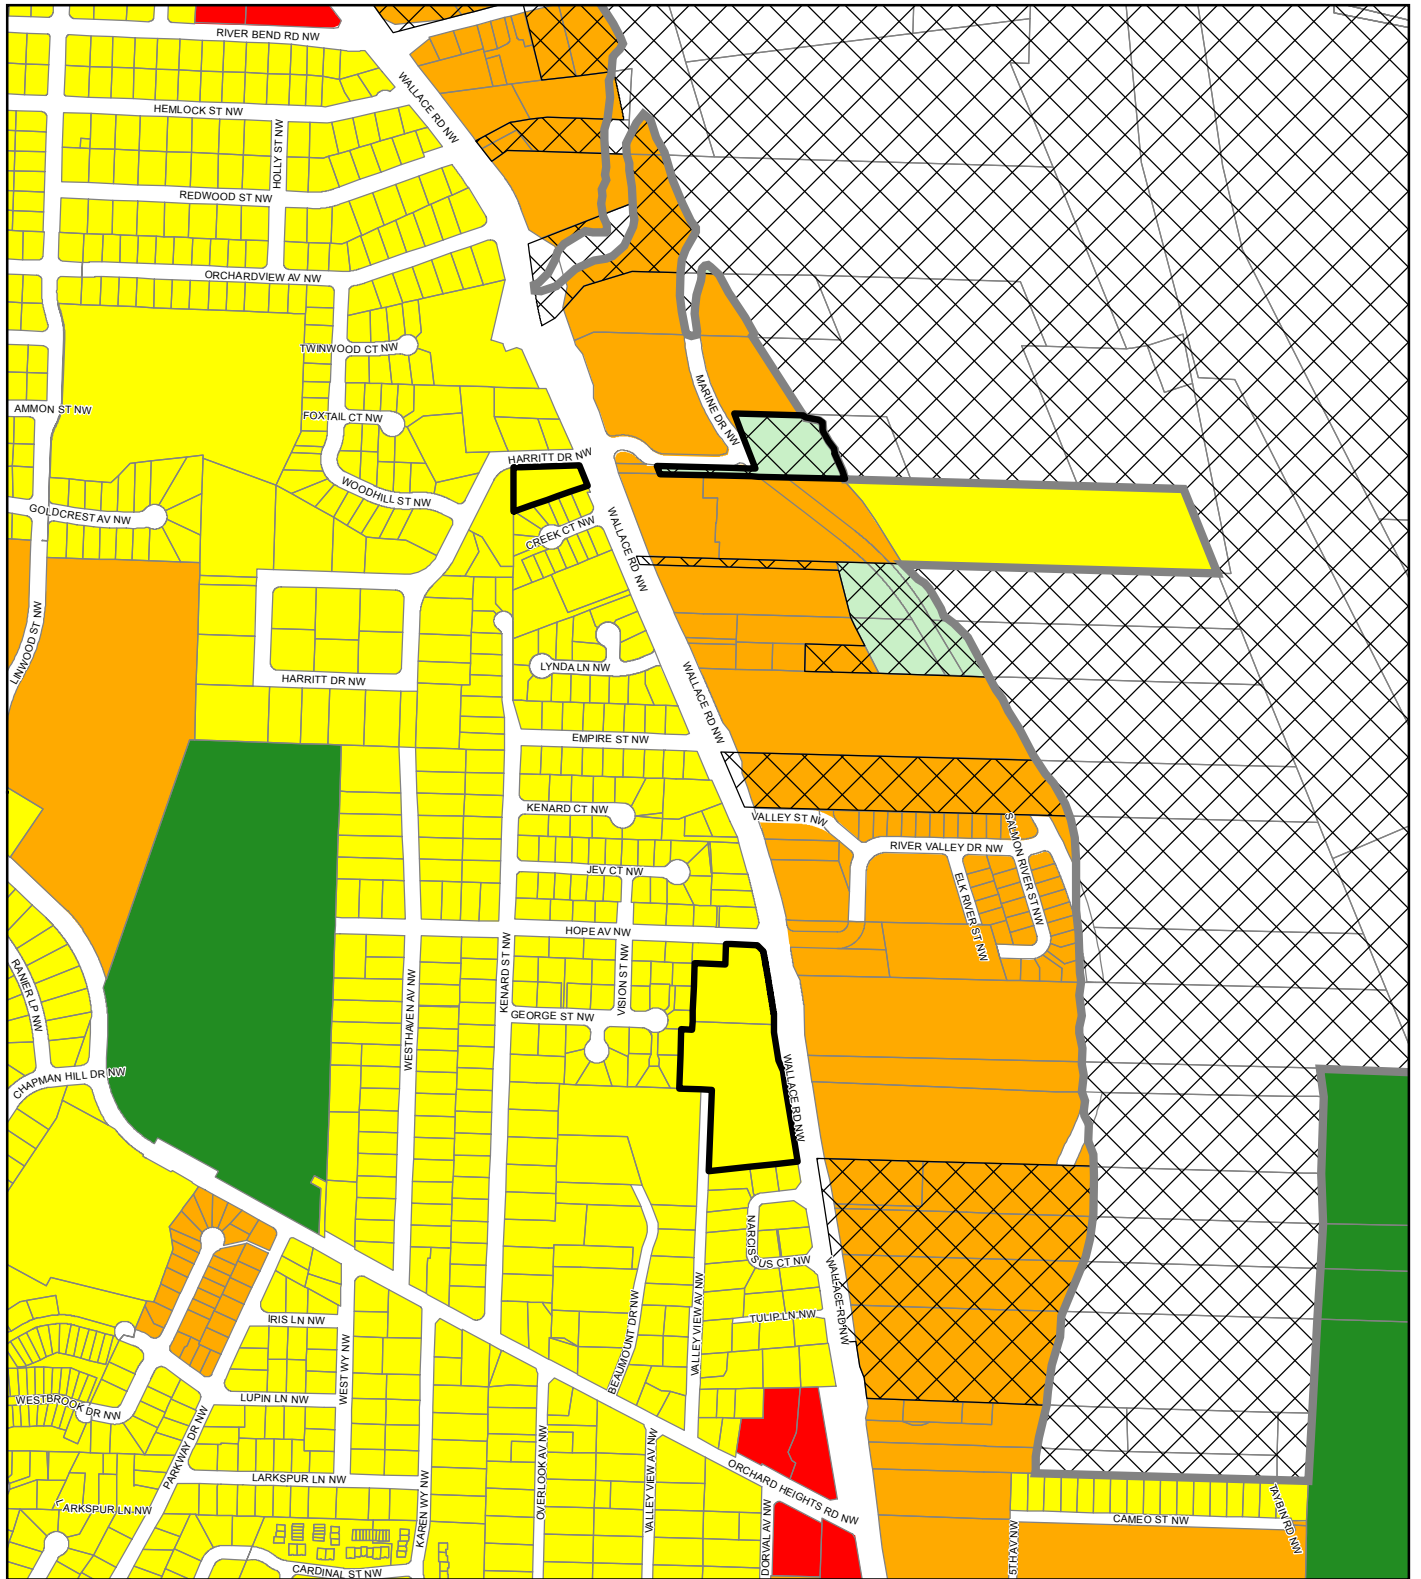 RIVER BEND RD NW
WALLACE RD NW
HEMLOCK ST NW
HOLLY ST NW
REDWOOD ST NW
ORCHARDVIEW AV NW
TWINWOOD CT NW
MARINE DR NW
AMMON ST NW
FOXTAIL CT NW
HARRITT DR NW
WOODHILL ST NW
GOLDCREST AV NW
CREEK CT NW
WALLACE RD NW
LINWOOD ST NW
LYNDA LN NW
HARRITT DR NW
WALLACE RD NW
EMPIRE ST NW
KENARD CT NW
VALLEY ST NW
SALMON RIVER ST NW
RIVER VALLEY DR NW
JEV CT NW
ELK RIVER ST NW
HOPE AV NW
KENARD ST NW
VISION ST NW
RANIER LP NW
WESTHAVEN AV NW
GEORGE ST NW
CHAPMAN HILL DR NW
WALLACE RD NW
NARCISSUS CT NW
WALLACE RD NW
VALLEY VIEW AV NW
BEAUMOUNT DR NW
TULIP LN NW
IRIS LN NW
WEST WY NW
LUPIN LN NW
WESTBROOK DR NW
PARKWAY DR NW
OVERLOOK AV NW
VALLEY VIEW AV NW
ORCHARD HEIGHTS RD NW
LARKSPUR LN NW
KAREN WY NW
LARKSPUR LN NW
DORVAL AV NW
5TH AV NW
CAMEO ST NW
TAYBIN RD NW
CARDINAL ST NW